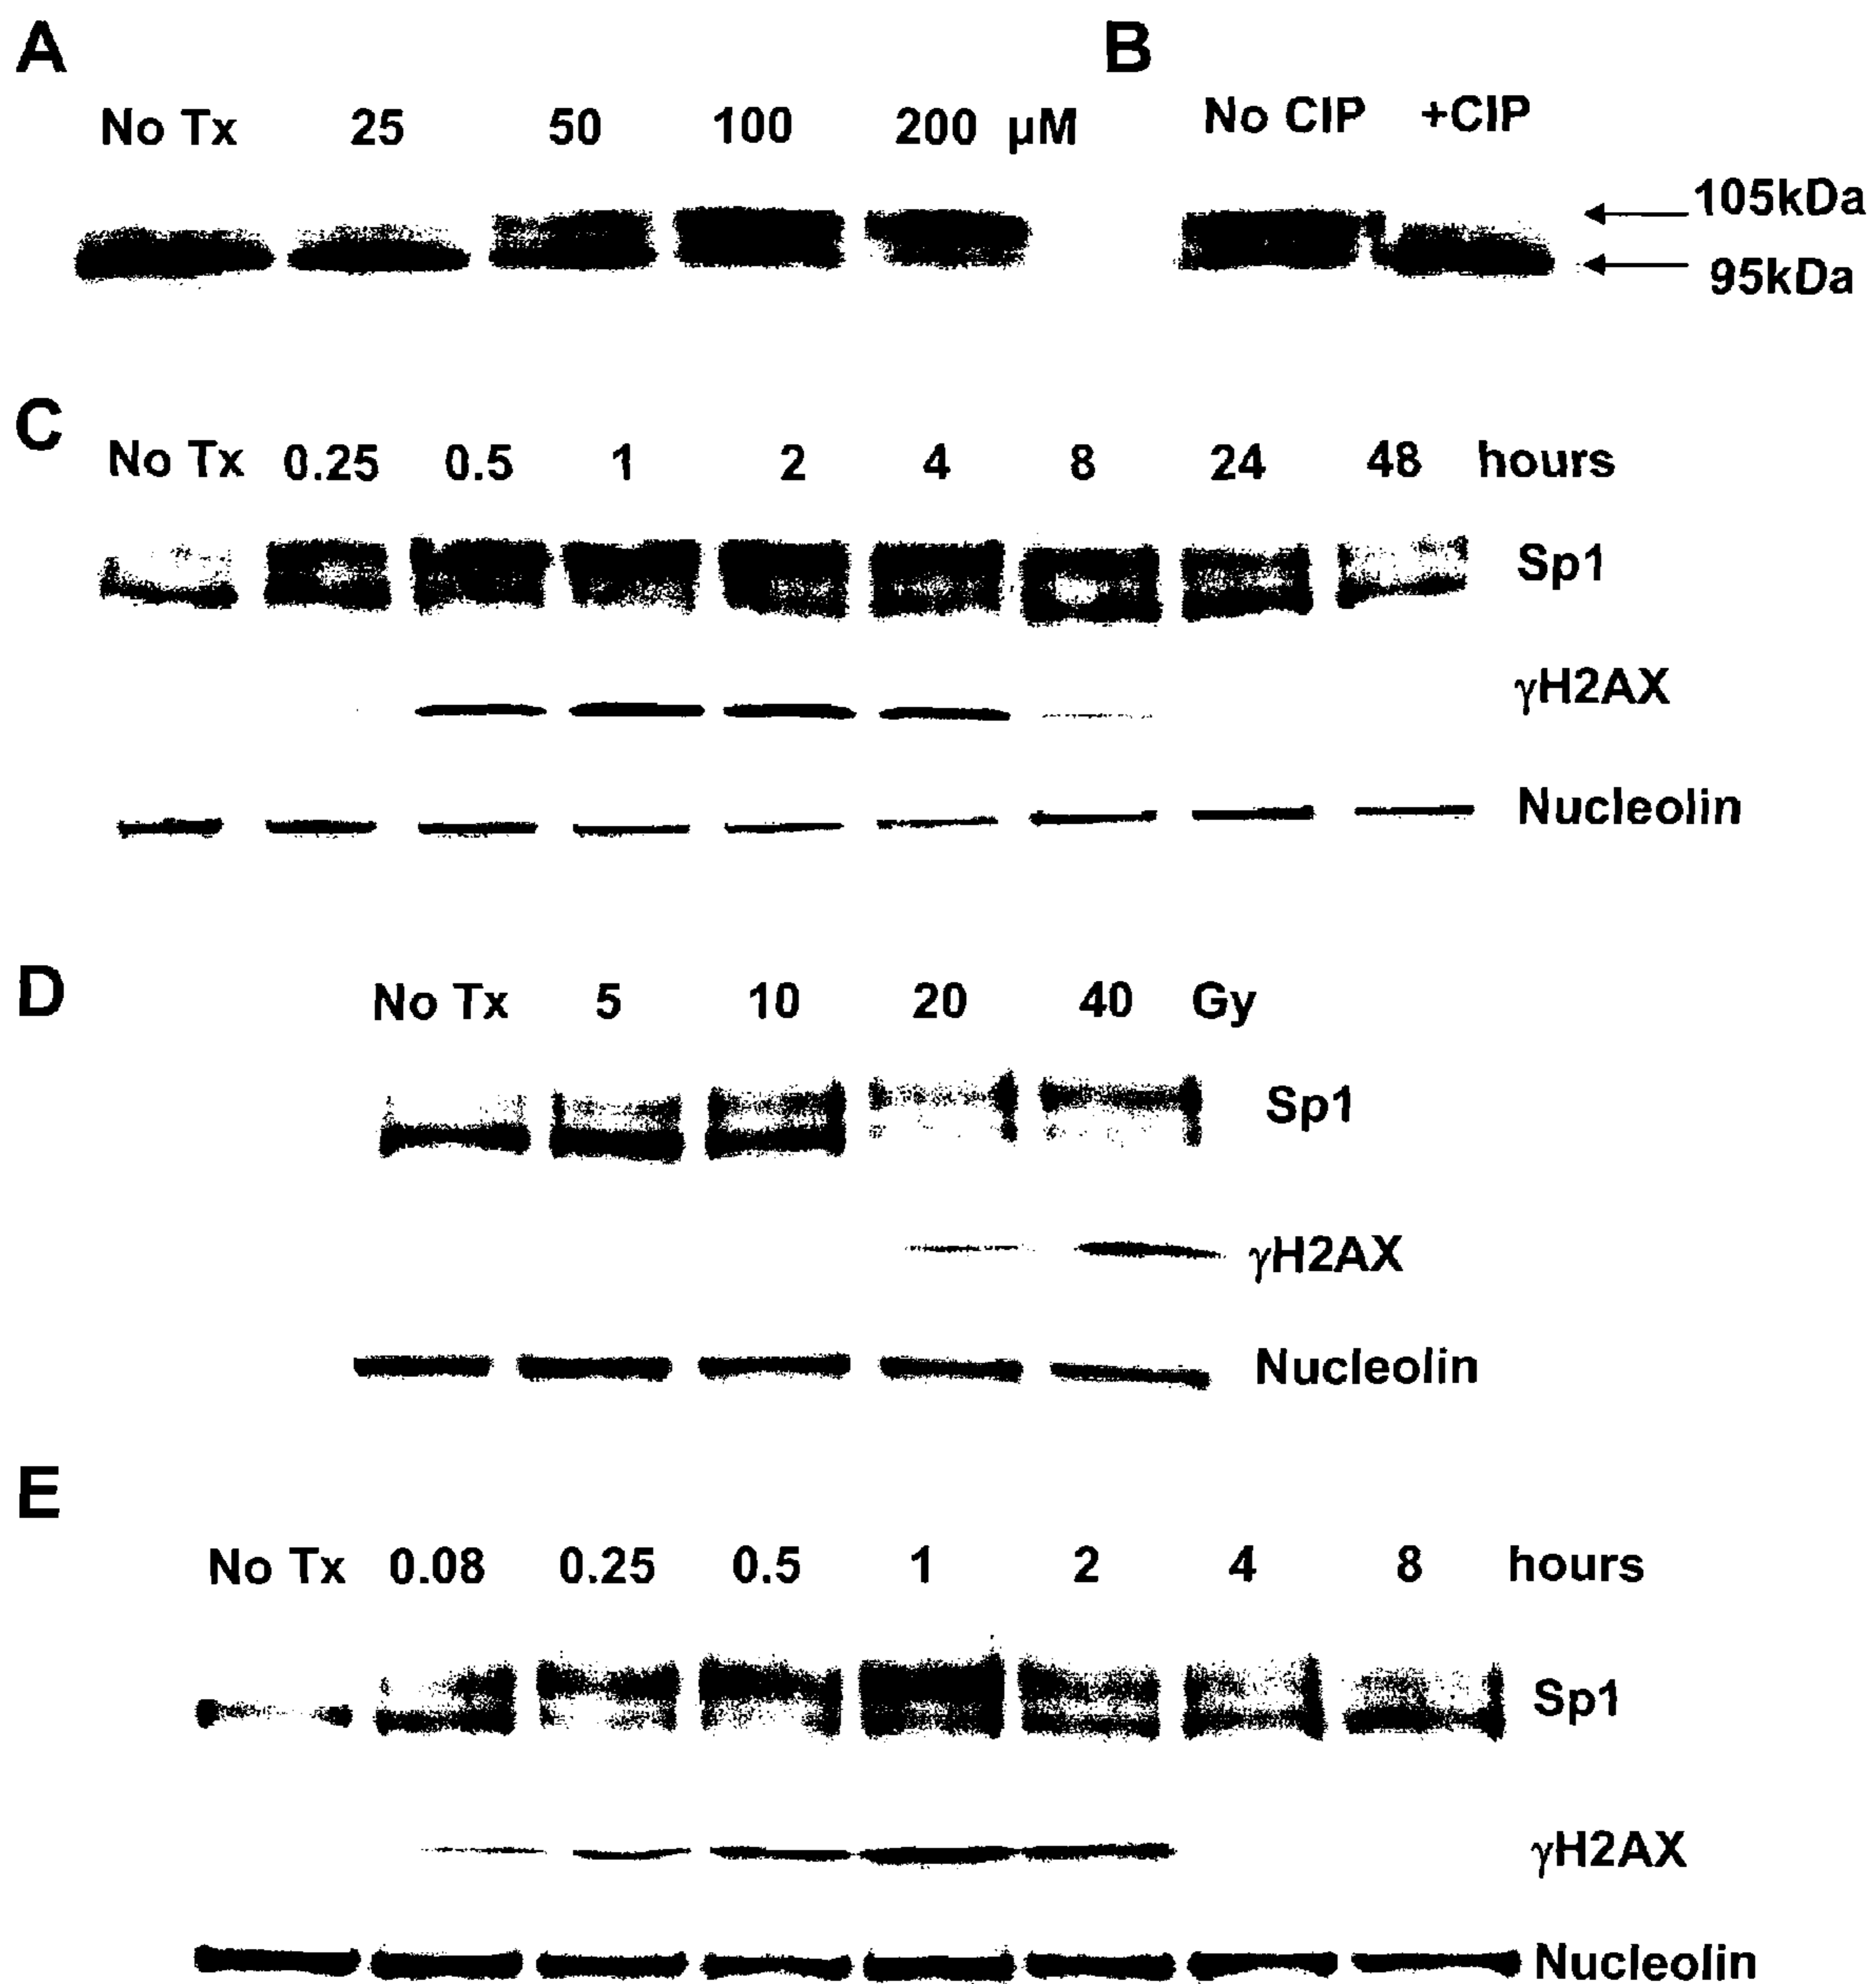 A
B
No Tx 25 50 100 200 µM
No CIP +CIP
105kDa
95kDa
C
No Tx 0.25 0.5 1 2 4 8 24 48 hours
Sp1
γH2AX
Nucleolin
D
No Tx 5 10 20 40 Gy
Sp1
γH2AX
Nucleolin
E
No Tx 0.08 0.25 0.5 1 2 4 8 hours
Sp1
γH2AX
Nucleolin